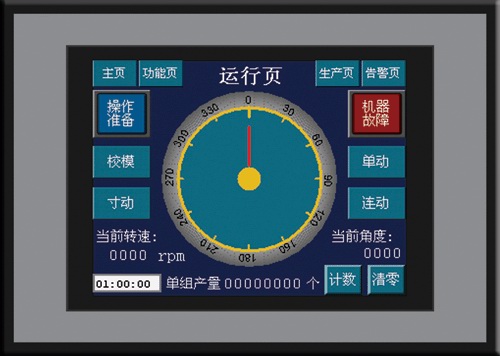 主页 功能页 运行页 生产页 告警页
操作
准备
机器
故障
0
330 30
300 60
270 90
240 120
210
180
校模 单动
寸动 连动
当前转速: 当前角度:
0000 rpm 0000
01:00:00 单组产量 00000000 个 计数 清零